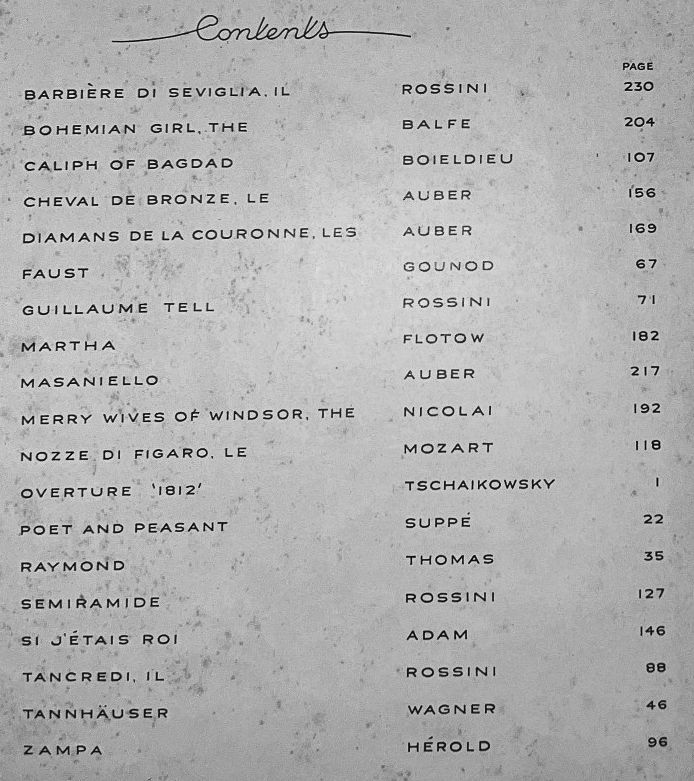 Contents
PAGE
BARBIÈRE DI SEVIGLIA, IL ROSSINI 230
BOHEMIAN GIRL, THE BALFE 204
CALIPH OF BAGDAD BOIELDIEU 107
CHEVAL DE BRONZE, LE AUBER 156
DIAMANS DE LA COURONNE, LES AUBER 169
FAUST GOUNOD 67
GUILLAUME TELL ROSSINI 71
MARTHA FLOTOW 182
MASANIELLO AUBER 217
MERRY WIVES OF WINDSOR, THE NICOLAI 192
NOZZE DI FIGARO, LE MOZART 118
OVERTURE '1812' TSCHAIKOWSKY 1
POET AND PEASANT SUPPÉ 22
RAYMOND THOMAS 35
SEMIRAMIDE ROSSINI 127
SI J'ÉTAIS ROI ADAM 146
TANCREDI, IL ROSSINI 88
TANNHÄUSER WAGNER 46
ZAMPA HÉROLD 96